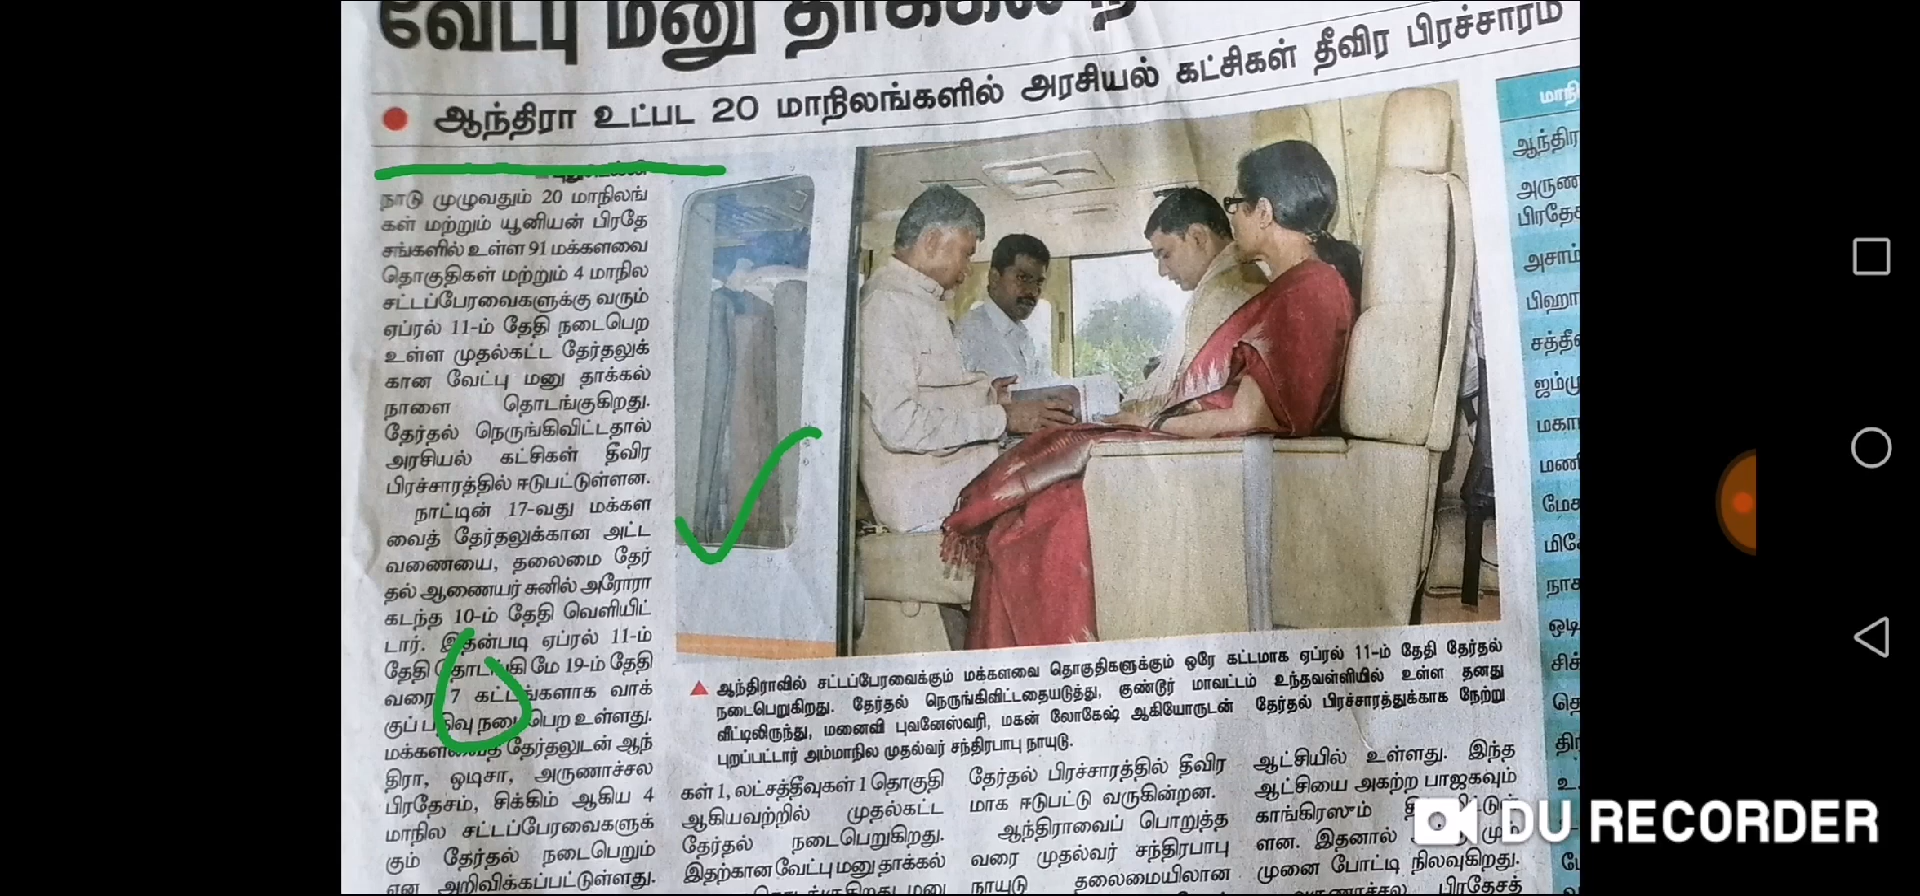 வேட்பு மனு தாக்கல்
ஆந்திரா உட்பட 20 மாநிலங்களில் அரசியல் கட்சிகள் தீவிர பிரச்சாரம்
நாடு முழுவதும் 20 மாநிலங்
கள் மற்றும் யூனியன் பிரதே
சங்களில் உள்ள 91 மக்களவை
தொகுதிகள் மற்றும் 4 மாநில
சட்டப்பேரவைகளுக்கு வரும்
ஏப்ரல் 11-ம் தேதி நடைபெற
உள்ள முதல்கட்ட தேர்தலுக்
கான வேட்பு மனு தாக்கல்
நாளை தொடங்குகிறது.
தேர்தல் நெருங்கிவிட்டதால்
அரசியல் கட்சிகள் தீவிர
பிரச்சாரத்தில் ஈடுபட்டுள்ளன.
நாட்டின் 17-வது மக்கள
வைத் தேர்தலுக்கான அட்ட
வணையை, தலைமை தேர்
தல் ஆணையர் சுனில் அரோரா
கடந்த 10-ம் தேதி வெளியிட்
டார். இதன்படி ஏப்ரல் 11-ம்
தேதி தொடங்கி மே 19-ம் தேதி
வரை 7 கட்டங்களாக வாக்
குப் பதிவு நடைபெற உள்ளது.
மக்களவைத் தேர்தலுடன் ஆந்
திரா, ஒடிசா, அருணாச்சல
பிரதேசம், சிக்கிம் ஆகிய 4
மாநில சட்டப்பேரவைகளுக்
கும் தேர்தல் நடைபெறும்
என அறிவிக்கப்பட்டுள்ளது.
ஆந்திராவில் சட்டப்பேரவைக்கும் மக்களவை தொகுதிகளுக்கும் ஒரே கட்டமாக ஏப்ரல் 11-ம் தேதி தேர்தல்
நடைபெறுகிறது. தேர்தல் நெருங்கிவிட்டதையடுத்து, குண்டூர் மாவட்டம் உந்தவள்ளியில் உள்ள தனது
வீட்டிலிருந்து, மனைவி புவனேஸ்வரி, மகன் லோகேஷ் ஆகியோருடன் தேர்தல் பிரச்சாரத்துக்காக நேற்று
புறப்பட்டார் அம்மாநில முதல்வர் சந்திரபாபு நாயுடு.
கள் 1, லட்சத்தீவுகள் 1 தொகுதி
ஆகியவற்றில் முதல்கட்ட
தேர்தல் நடைபெறுகிறது.
இதற்கான வேட்பு மனு தாக்கல்
தேர்தல் பிரச்சாரத்தில் தீவிர
மாக ஈடுபட்டு வருகின்றன.
ஆந்திராவைப் பொறுத்த
வரை முதல்வர் சந்திரபாபு
நாயுடு தலைமையிலான
ஆட்சியில் உள்ளது. இந்த
ஆட்சியை அகற்ற பாஜகவும்
காங்கிரஸும்
ளன. இதனால்
முனை போட்டி நிலவுகிறது.
பிரதேசத்
ஆந்திர
அருண
பிரதேச
அசாம்
பிஹா
சத்தீஸ்
ஜம்மு
மகா
மணி
மேக
மிசோ
நாக
ஒடி
சிக்
தெ
திரி
உ
DU RECORDER